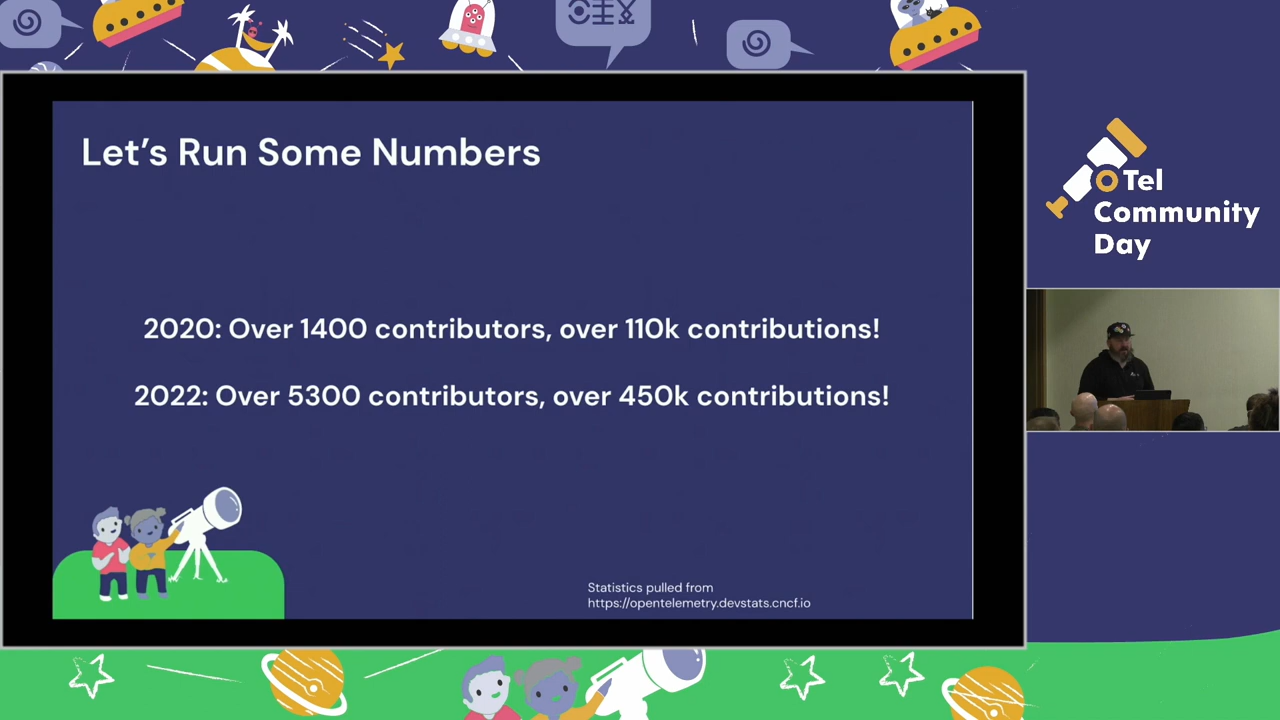 Let's Run Some Numbers
2020: Over 1400 contributors, over 110k contributions!
2022: Over 5300 contributors, over 450k contributions!
Statistics pulled from
https://opentelemetry.devstats.cncf.io
OTel
Community
Day